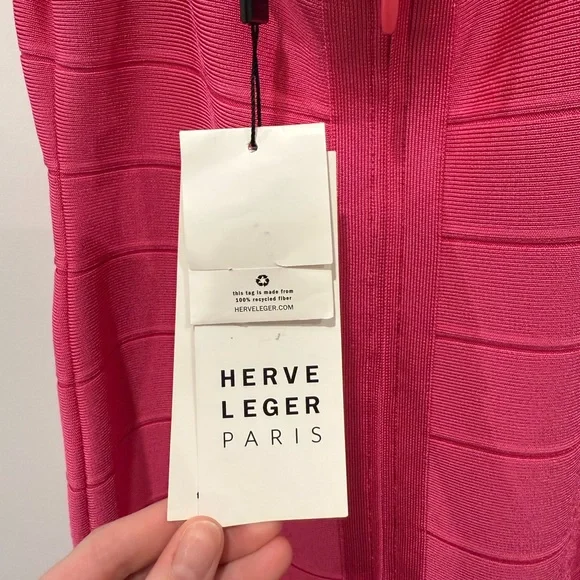 this tag is made from
100% recycled fiber
HERVELEGER.COM
HERVE
LEGER
PARIS